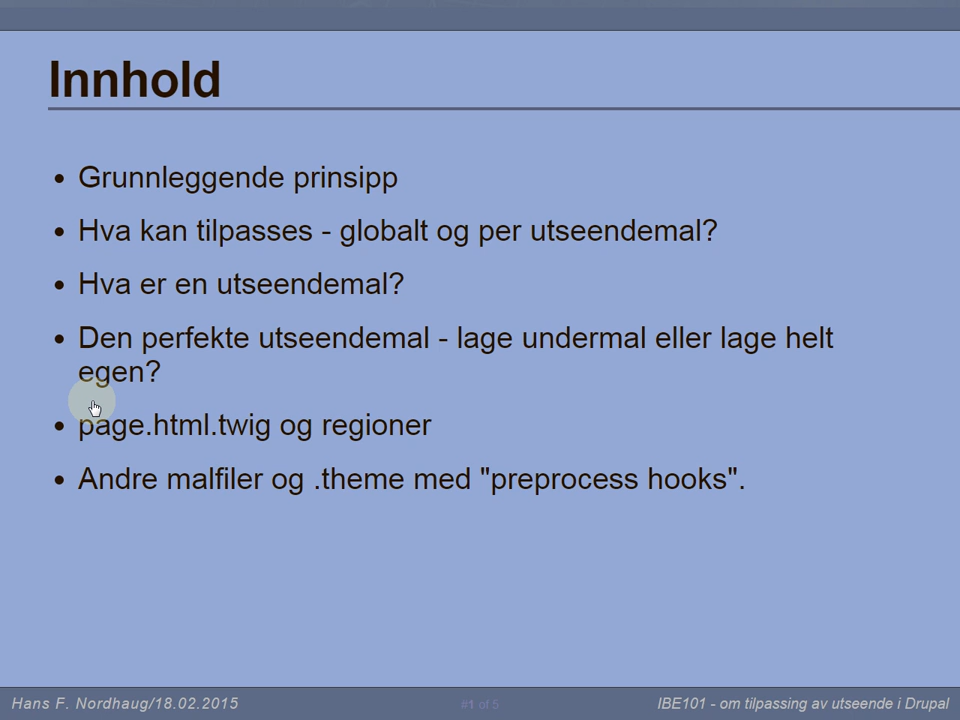 Innhold
Grunnleggende prinsipp
Hva kan tilpasses - globalt og per utseendemal?
Hva er en utseendemal?
Den perfekte utseendemal - lage undermal eller lage helt
egen?
page.html.twig og regioner
Andre malfiler og .theme med "preprocess hooks".
Hans F. Nordhaug/18.02.2015
#1 of 5
IBE101 - om tilpassing av utseende i Drupal